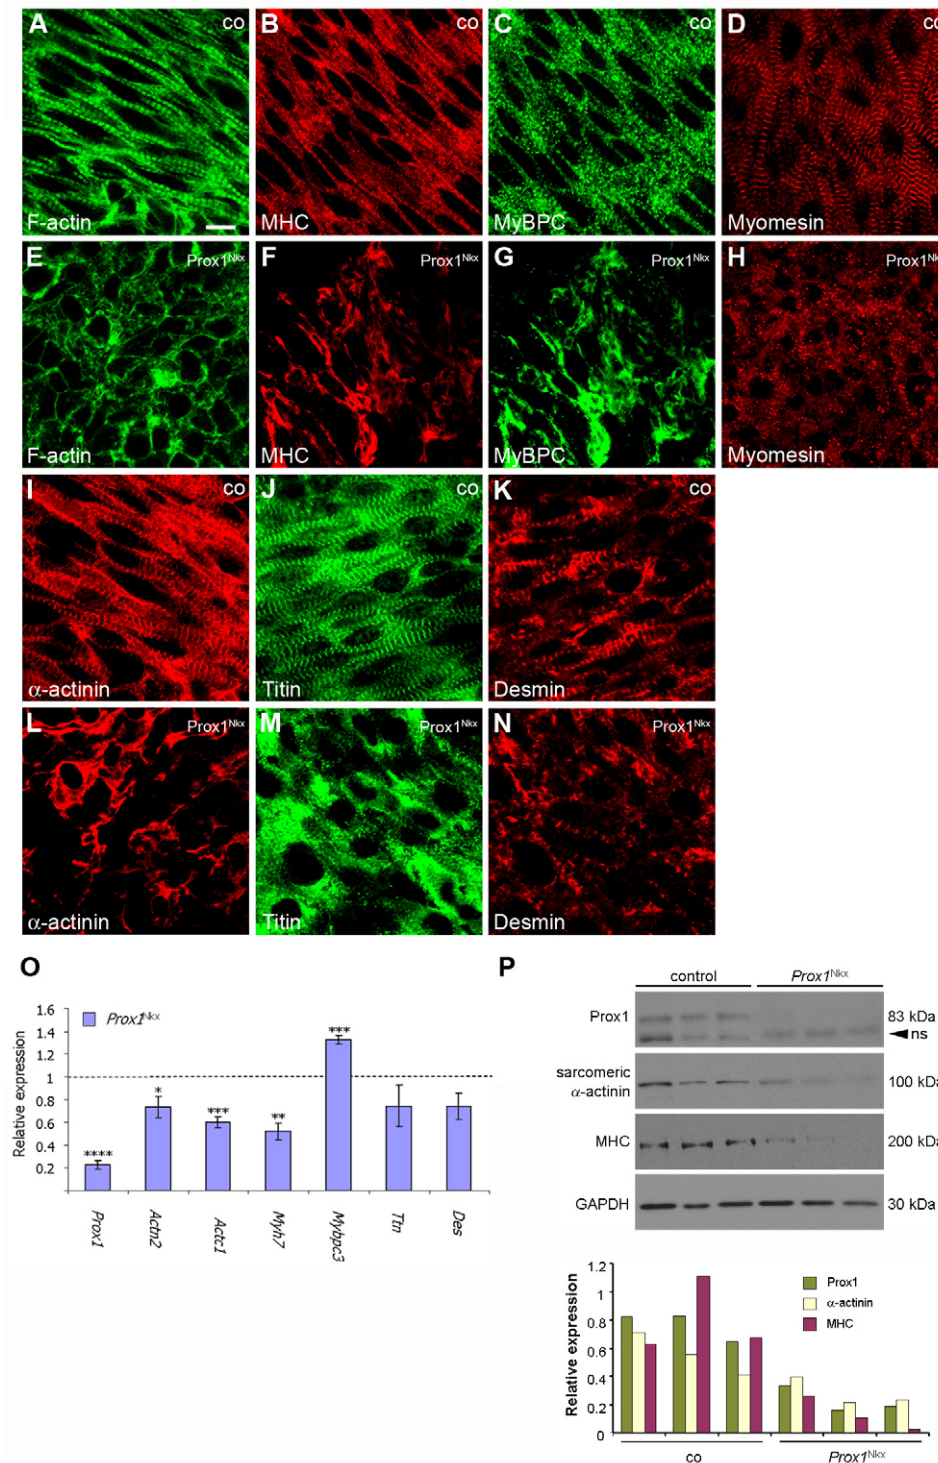 A co B co C co D co
F-actin MHC MyBPC Myomesin
E Prox1Nkx F Prox1Nkx G Prox1Nkx H Prox1Nk
F-actin MHC MyBPC Myomesin
I co J co K co
α-actinin Titin Desmin
L Prox1Nkx M Prox1Nkx N Prox1Nkx
α-actinin Titin Desmin
O
Relative expression
1.6
1.4
1.2
1
0.8
0.6
0.4
0.2
Prox1Nkx
**** * *** ** ***
Prox1 Actn2 Actc1 Myh7 Mybpc3 Ttn Des
P
control Prox1Nkx
Prox1 83 kDa
ns
sarcomeric
α-actinin 100 kDa
MHC 200 kDa
GAPDH 30 kDa
Relative expression
1.2
1
0.8
0.6
0.4
0.2
0
Prox1
α-actinin
MHC
co Prox1Nkx